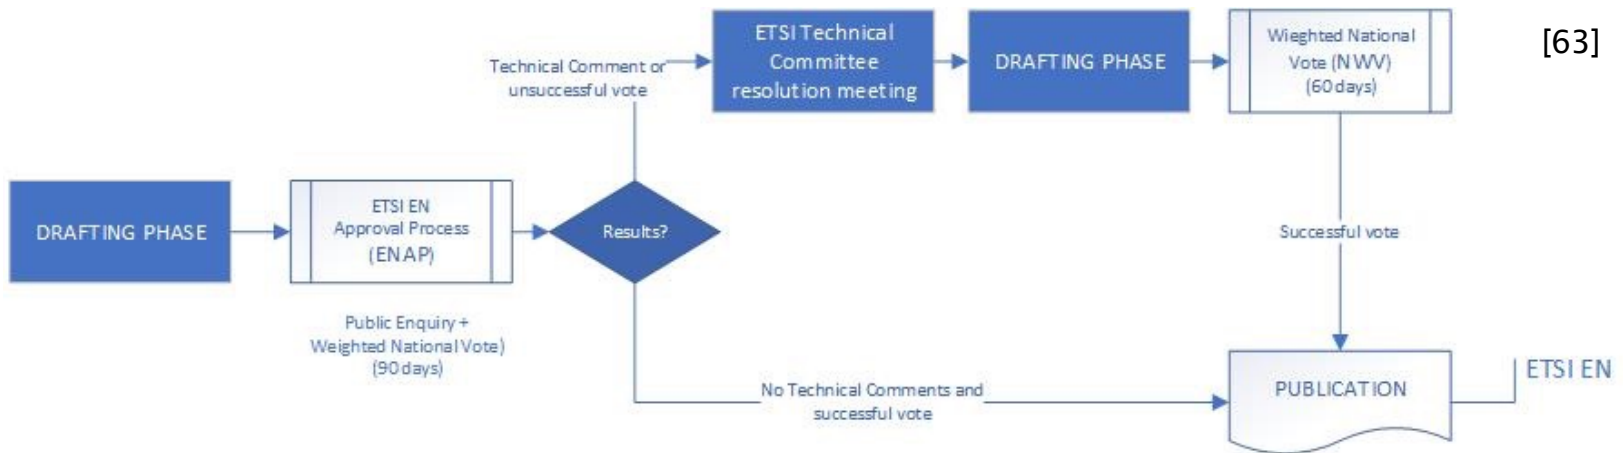 [63]
Technical Comment or
unsuccessful vote
ETSI Technical
Committee
resolution meeting
DRAFTING PHASE
Wieghted National
Vote (NWV)
(60 days)
DRAFTING PHASE
ETSI EN
Approval Process
(ENAP)
Results?
Successful vote
Public Enquiry +
Weighted National Vote)
(90 days)
No Technical Comments and
successful vote
PUBLICATION
ETSI EN